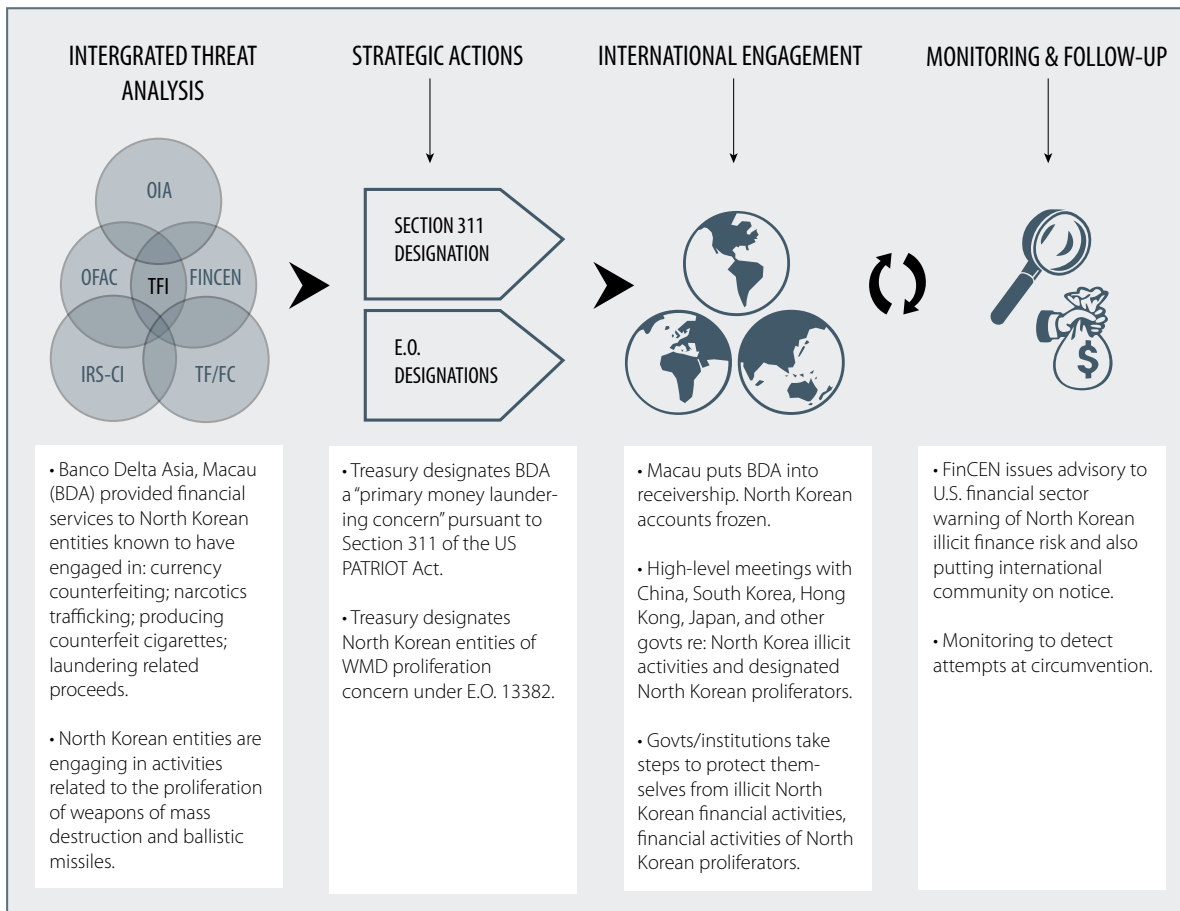 INTERGRATED THREAT
ANALYSIS
OIA
OFAC
TFI
FINCEN
IRS-CI
TF/FC
• Banco Delta Asia, Macau
(BDA) provided financial
services to North Korean
entities known to have
engaged in: currency
counterfeiting; narcotics
trafficking; producing
counterfeit cigarettes;
laundering related
proceeds.
• North Korean entities are
engaging in activities
related to the proliferation
of weapons of mass
destruction and ballistic
missiles.
STRATEGIC ACTIONS
SECTION 311
DESIGNATION
E.O.
DESIGNATIONS
• Treasury designates BDA
a “primary money launder-
ing concern” pursuant to
Section 311 of the US
PATRIOT Act.
• Treasury designates
North Korean entities of
WMD proliferation
concern under E.O. 13382.
INTERNATIONAL ENGAGEMENT
• Macau puts BDA into
receivership. North Korean
accounts frozen.
• High-level meetings with
China, South Korea, Hong
Kong, Japan, and other
govts re: North Korea illicit
activities and designated
North Korean proliferators.
• Govts/institutions take
steps to protect them-
selves from illicit North
Korean financial activities,
financial activities of North
Korean proliferators.
MONITORING & FOLLOW-UP
$
• FinCEN issues advisory to
U.S. financial sector
warning of North Korean
illicit finance risk and also
putting international
community on notice.
• Monitoring to detect
attempts at circumvention.